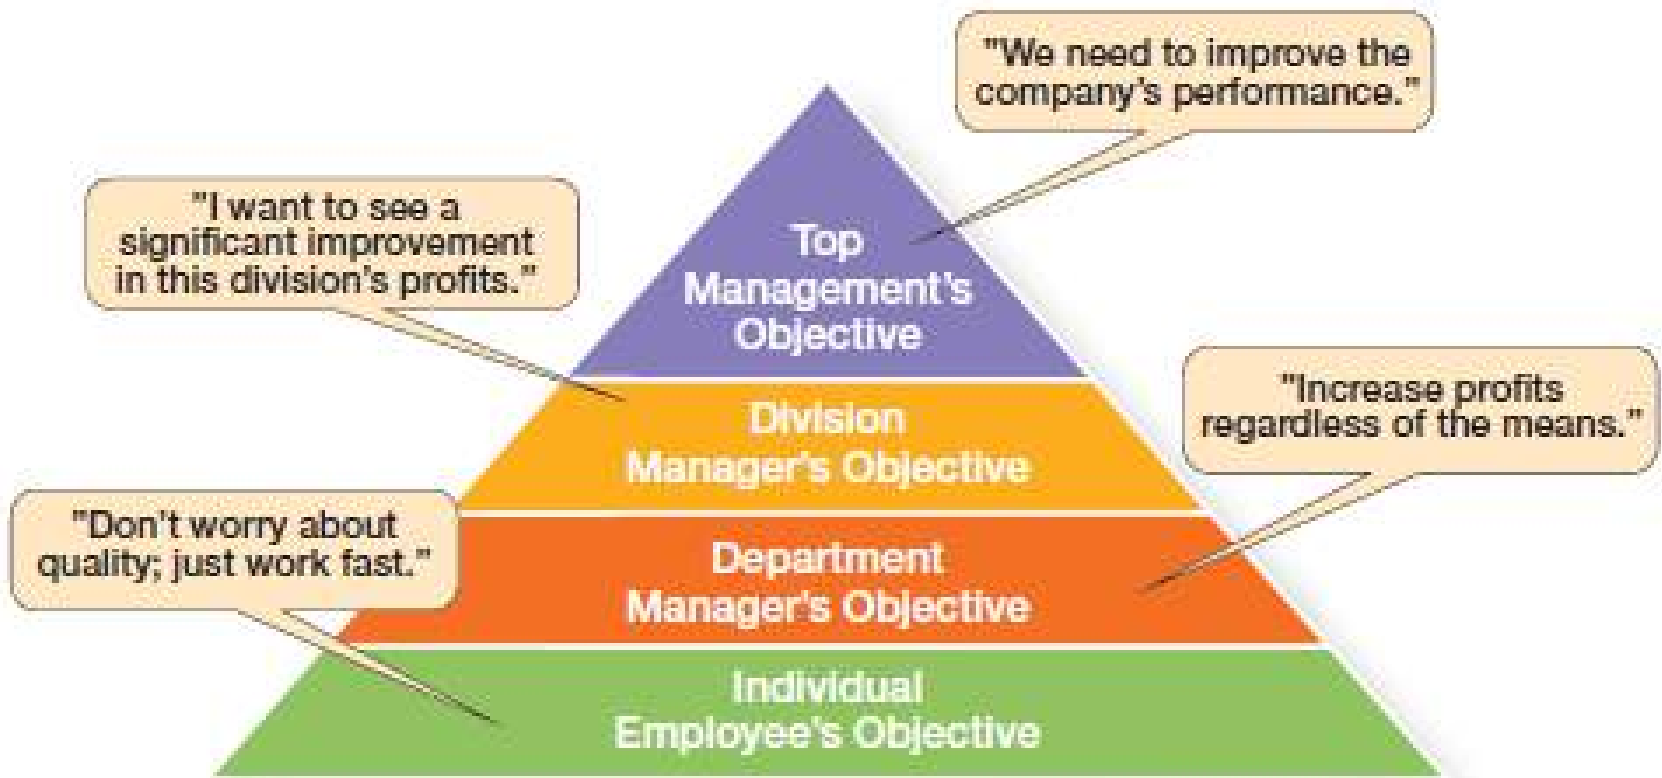 "We need to improve the
company's performance."
"I want to see a
significant improvement
in this division's profits."
Top
Management's
Objective
"Increase profits
regardless of the means."
Division
Manager's Objective
"Don't worry about
quality; just work fast."
Department
Manager's Objective
Individual
Employee's Objective